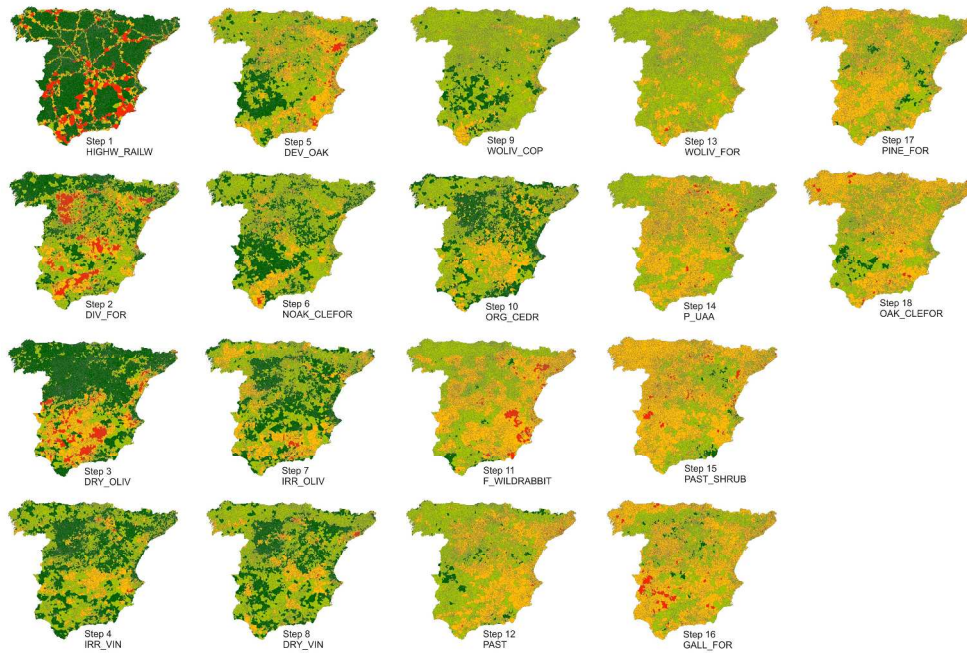 Step 1
HIGHW_RAILW
Step 5
DEV_OAK
Step 9
WOLIV_COP
Step 13
WOLIV_FOR
Step 17
PINE_FOR
Step 2
DIV_FOR
Step 6
NOAK_CLEFOR
Step 10
ORG_CEDR
Step 14
P_UAA
Step 18
OAK_CLEFOR
Step 3
DRY_OLIV
Step 7
IRR_OLIV
Step 11
F_WILDRABBIT
Step 15
PAST_SHRUB
Step 4
IRR_VIN
Step 8
DRY_VIN
Step 12
PAST
Step 16
GALL_FOR